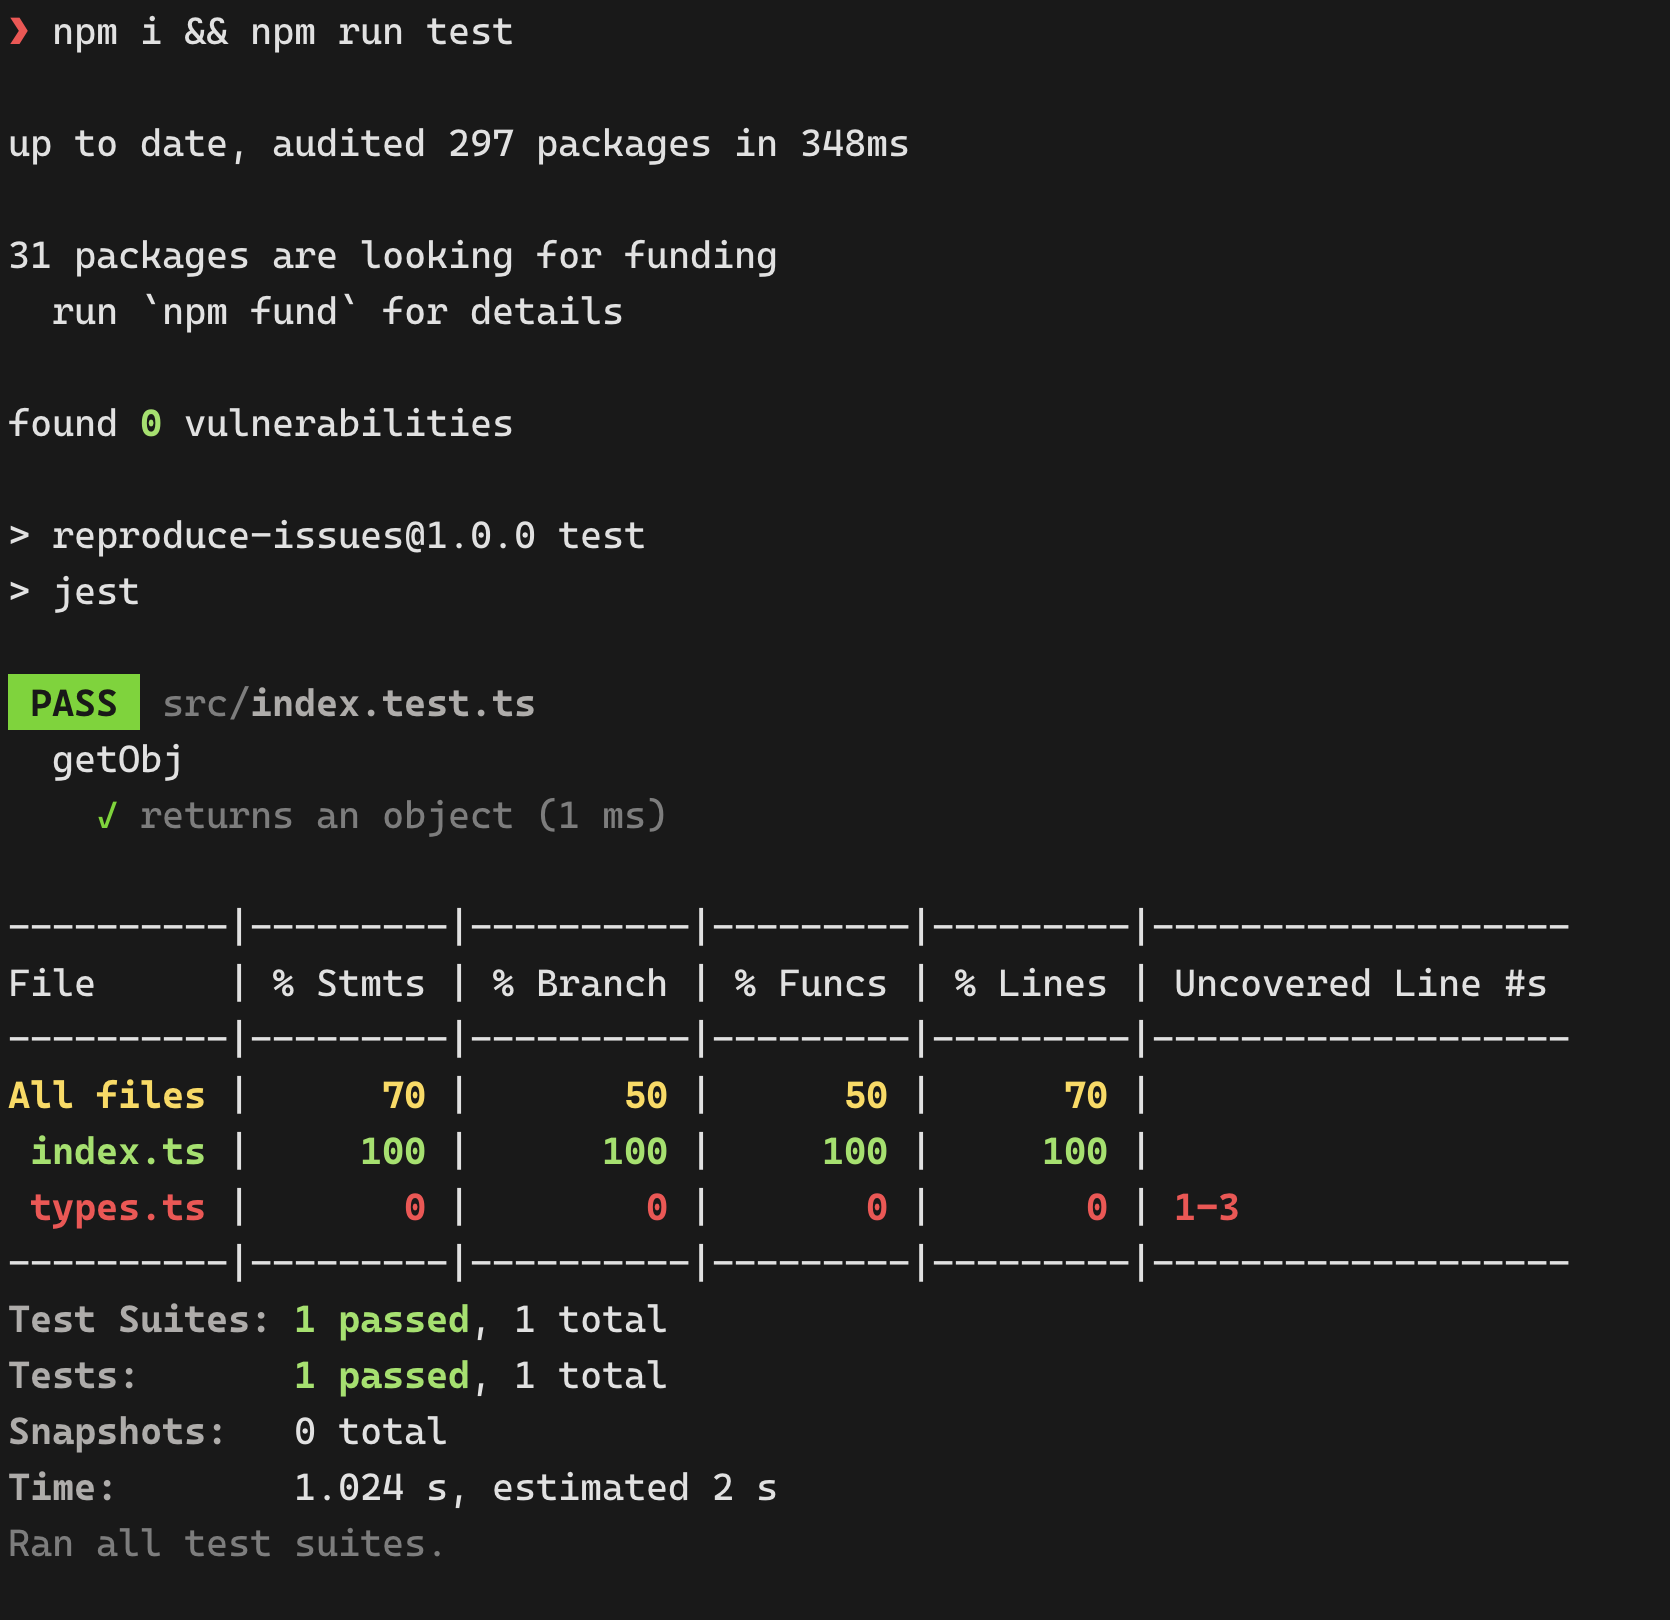 ❯ npm i && npm run test
up to date, audited 297 packages in 348ms
31 packages are looking for funding
  run `npm fund` for details
found 0 vulnerabilities
> reproduce-issues@1.0.0 test
> jest
PASS src/index.test.ts
  getObj
    ✓ returns an object (1 ms)
----------|---------|----------|---------|---------|-------------------
File      | % Stmts | % Branch | % Funcs | % Lines | Uncovered Line #s
----------|---------|----------|---------|---------|-------------------
All files |      70 |       50 |      50 |      70 |
 index.ts |     100 |      100 |     100 |     100 |
 types.ts |       0 |        0 |       0 |       0 | 1-3
----------|---------|----------|---------|---------|-------------------
Test Suites: 1 passed, 1 total
Tests:       1 passed, 1 total
Snapshots:   0 total
Time:        1.024 s, estimated 2 s
Ran all test suites.